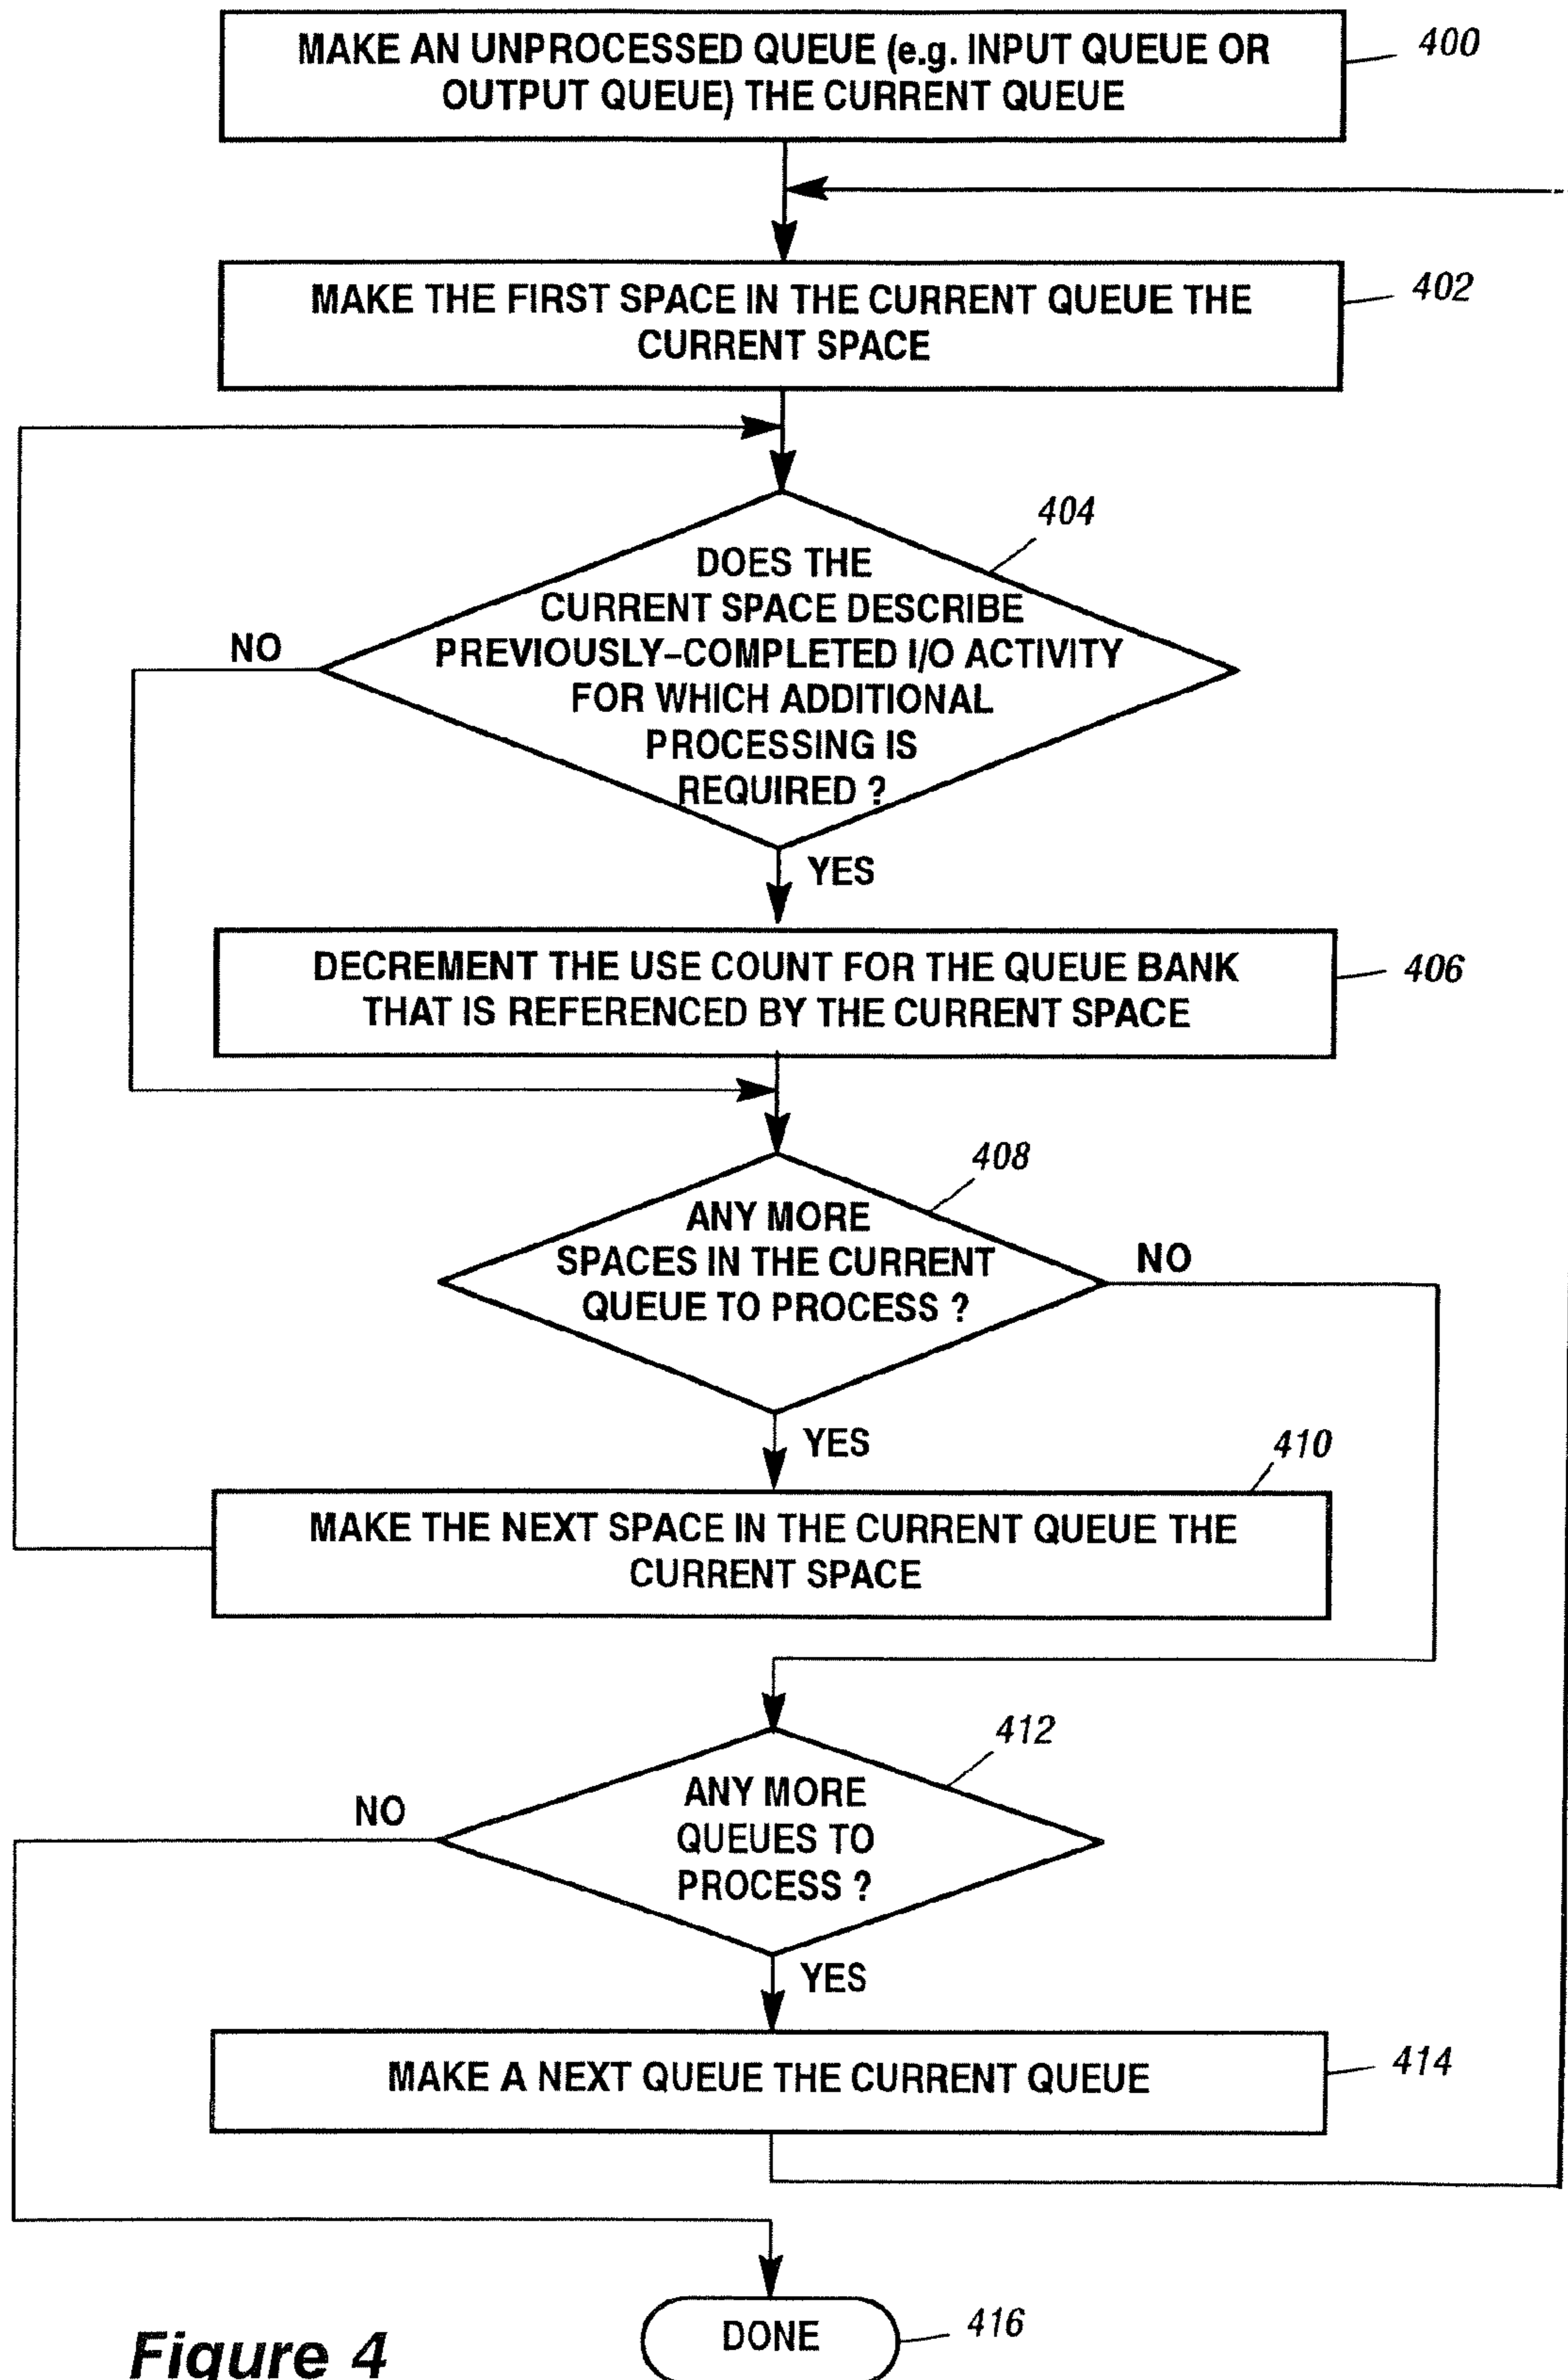 MAKE AN UNPROCESSED QUEUE (e.g. INPUT QUEUE OR
OUTPUT QUEUE) THE CURRENT QUEUE
400
MAKE THE FIRST SPACE IN THE CURRENT QUEUE THE
CURRENT SPACE
402
404
DOES THE
CURRENT SPACE DESCRIBE
PREVIOUSLY-COMPLETED I/O ACTIVITY
FOR WHICH ADDITIONAL
PROCESSING IS
REQUIRED ?
NO
YES
DECREMENT THE USE COUNT FOR THE QUEUE BANK
THAT IS REFERENCED BY THE CURRENT SPACE
406
408
ANY MORE
SPACES IN THE CURRENT
QUEUE TO PROCESS ?
NO
YES
410
MAKE THE NEXT SPACE IN THE CURRENT QUEUE THE
CURRENT SPACE
412
ANY MORE
QUEUES TO
PROCESS ?
NO
YES
MAKE A NEXT QUEUE THE CURRENT QUEUE
414
DONE
416
Figure 4